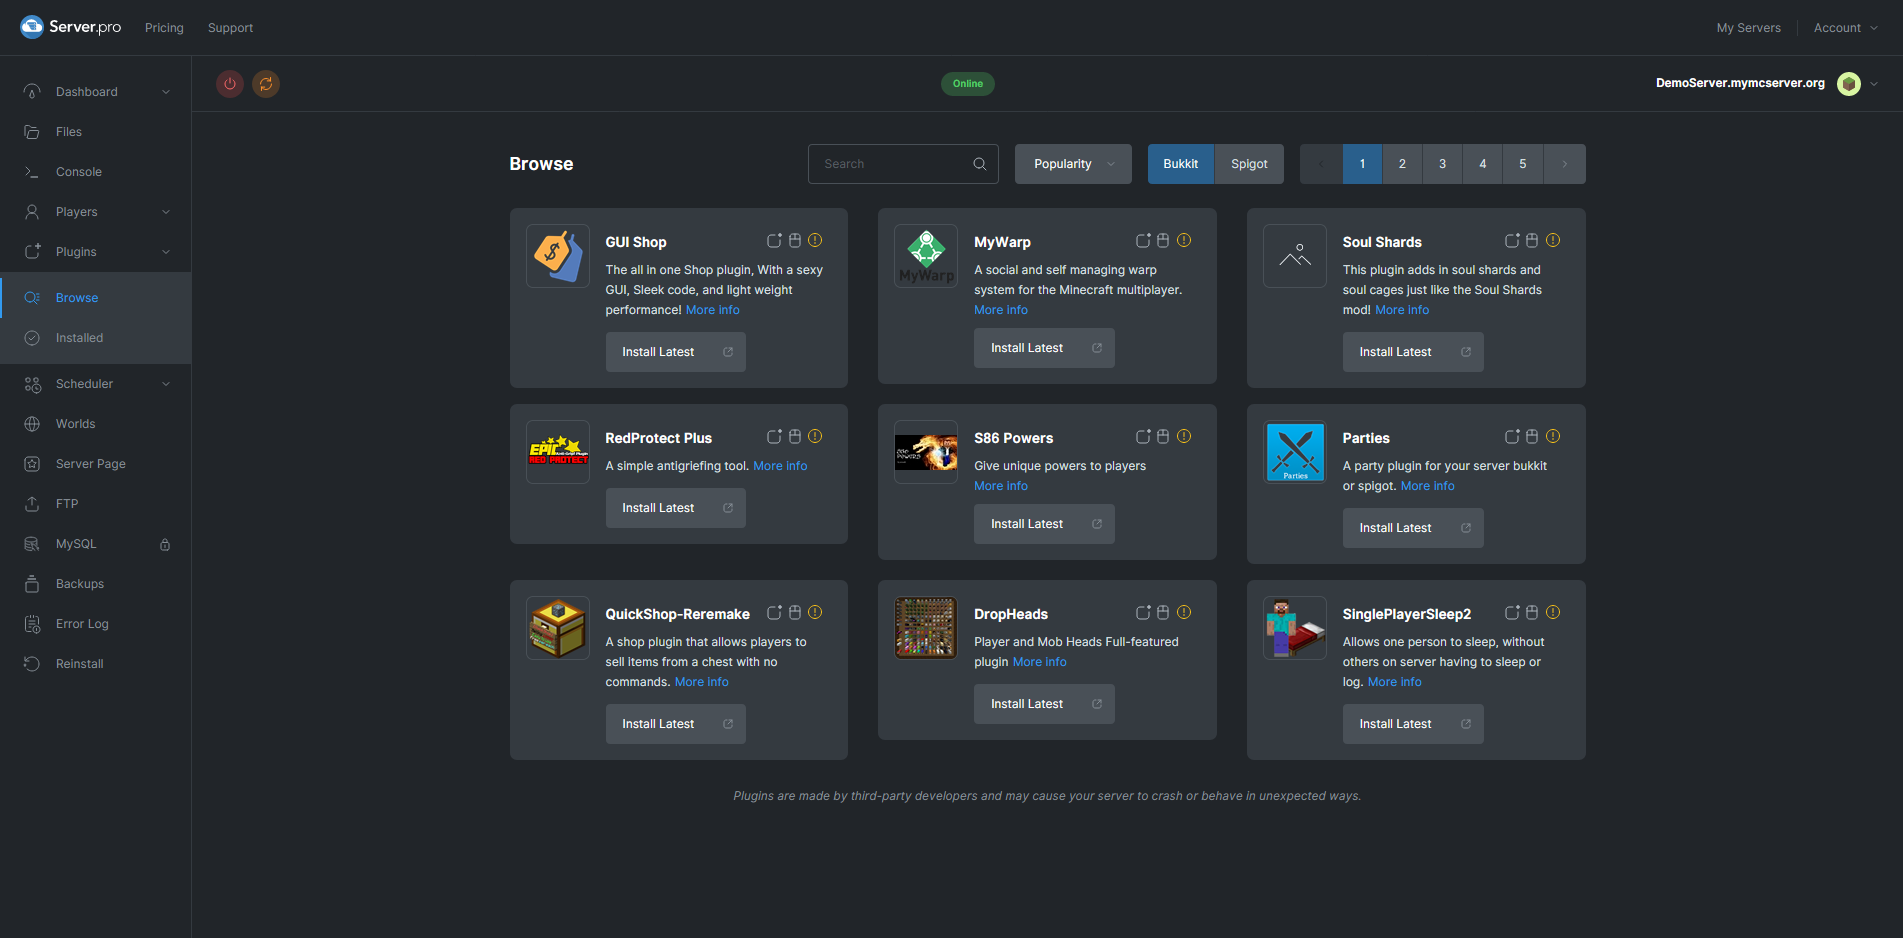 Server.pro
Pricing
Support
My Servers
Account
Dashboard
Files
Console
Players
Plugins
Browse
Installed
Scheduler
Worlds
Server Page
FTP
MySQL
Backups
Error Log
Reinstall
Online
DemoServer.mymcserver.org
Browse
Search
Popularity
Bukkit
Spigot
< 1 2 3 4 5 >
GUI Shop
The all in one Shop plugin, With a sexy
GUI, Sleek code, and light weight
performance! More info
Install Latest
MyWarp
MyWarp
A social and self managing warp
system for the Minecraft multiplayer.
More info
Install Latest
Soul Shards
This plugin adds in soul shards and
soul cages just like the Soul Shards
mod! More info
Install Latest
EPIC
RED PROTECT
RedProtect Plus
A simple antigriefing tool. More info
Install Latest
S86 POWERS
S86 Powers
Give unique powers to players
More info
Install Latest
Parties
Parties
A party plugin for your server bukkit
or spigot. More info
Install Latest
QuickShop-Reremake
A shop plugin that allows players to
sell items from a chest with no
commands. More info
Install Latest
DropHeads
Player and Mob Heads Full-featured
plugin More info
Install Latest
SinglePlayerSleep2
Allows one person to sleep, without
others on server having to sleep or
log. More info
Install Latest
Plugins are made by third-party developers and may cause your server to crash or behave in unexpected ways.